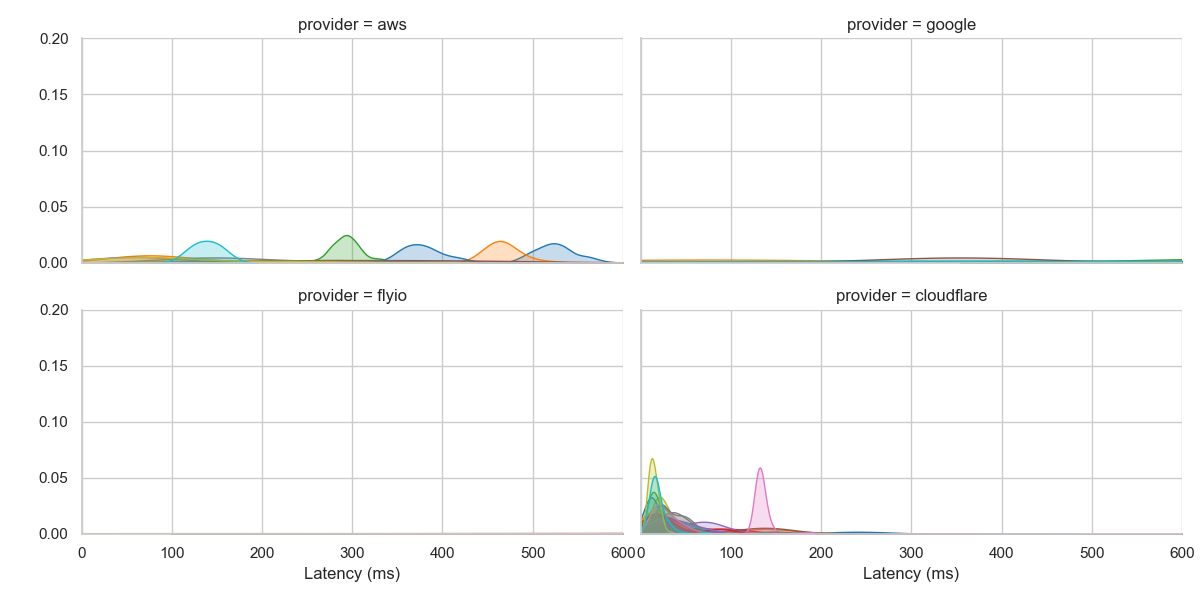 provider = aws
provider = google
0.20
0.15
0.10
0.05
0.00
provider = flyio
provider = cloudflare
0.20
0.15
0.10
0.05
0.00
0 100 200 300 400 500 600
0 100 200 300 400 500 600
Latency (ms)
Latency (ms)